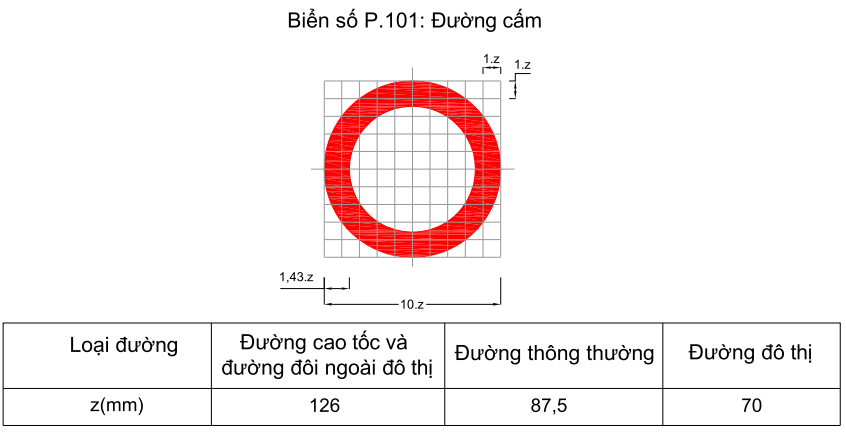 Biển số P.101: Đường cấm
1.z
1.z
1,43.z
10.z
Loại đường
Đường cao tốc và
đường đôi ngoài đô thị
Đường thông thường
Đường đô thị
z(mm)
126
87,5
70